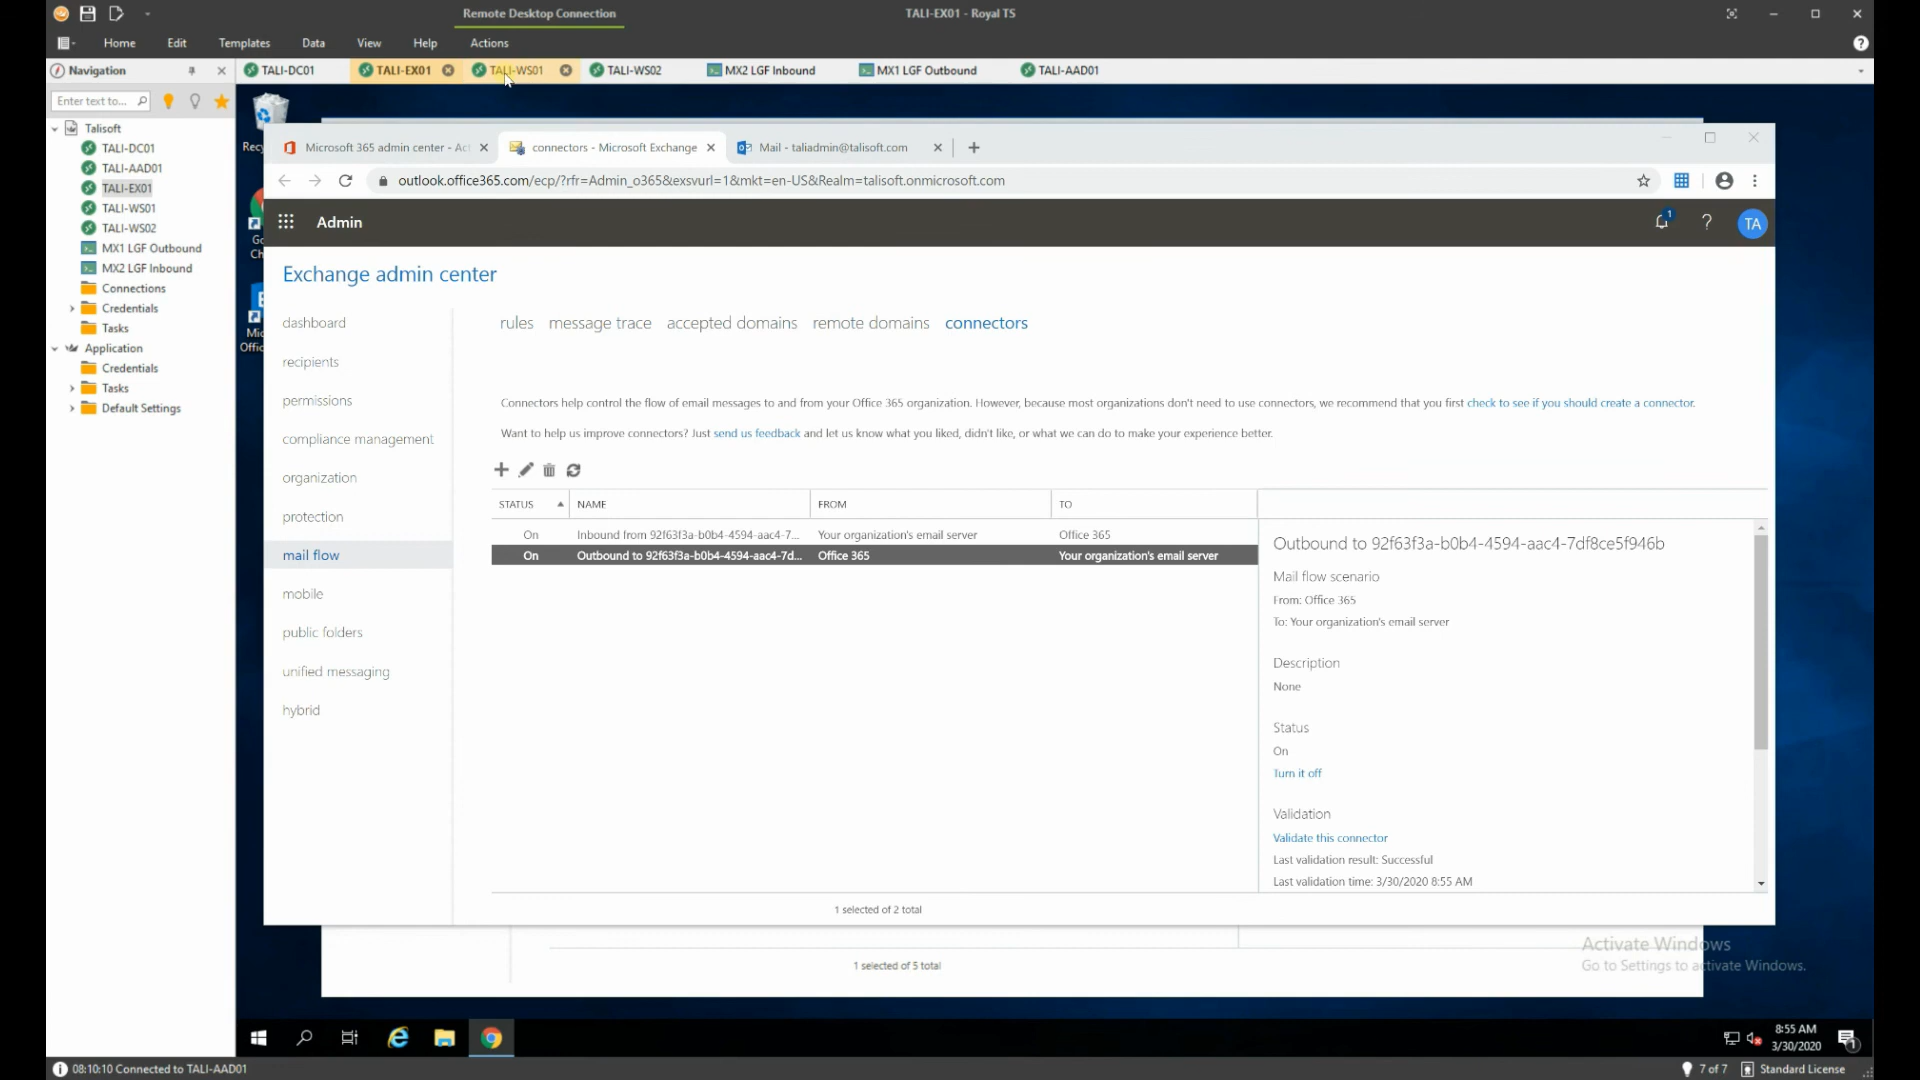 Remote Desktop Connection
TALI-EX01 - Royal TS
Home Edit Templates Data View Help Actions
Navigation
TALI-DC01 TALI-EX01 TALI-WS01 TALI-WS02 MX2 LGF Inbound MX1 LGF Outbound TALI-AAD01
Enter text to...
Talisoft
TALI-DC01
TALI-AAD01
TALI-EX01
TALI-WS01
TALI-WS02
MX1 LGF Outbound
MX2 LGF Inbound
Connections
Credentials
Tasks
Application
Credentials
Tasks
Default Settings
Microsoft 365 admin center - Ac
connectors - Microsoft Exchange
Mail - taliadmin@talisoft.com
outlook.office365.com/ecp/?rfr=Admin_o365&exsvurl=1&mkt=en-US&Realm=talisoft.onmicrosoft.com
Admin
1
TA
Exchange admin center
dashboard
recipients
permissions
compliance management
organization
protection
mail flow
mobile
public folders
unified messaging
hybrid
rules message trace accepted domains remote domains connectors
Connectors help control the flow of email messages to and from your Office 365 organization. However, because most organizations don't need to use connectors, we recommend that you first check to see if you should create a connector.
Want to help us improve connectors? Just send us feedback and let us know what you liked, didn't like, or what we can do to make your experience better.
STATUS NAME FROM TO
On Inbound from 92f63f3a-b0b4-4594-aac4-7... Your organization's email server Office 365
On Outbound to 92f63f3a-b0b4-4594-aac4-7d... Office 365 Your organization's email server
Outbound to 92f63f3a-b0b4-4594-aac4-7df8ce5f946b
Mail flow scenario
From: Office 365
To: Your organization's email server
Description
None
Status
On
Turn it off
Validation
Validate this connector
Last validation result: Successful
Last validation time: 3/30/2020 8:55 AM
1 selected of 2 total
1 selected of 5 total
Activate Windows
Go to Settings to activate Windows.
8:55 AM
3/30/2020
1
08:10:10 Connected to TALI-AAD01
7 of 7 Standard License